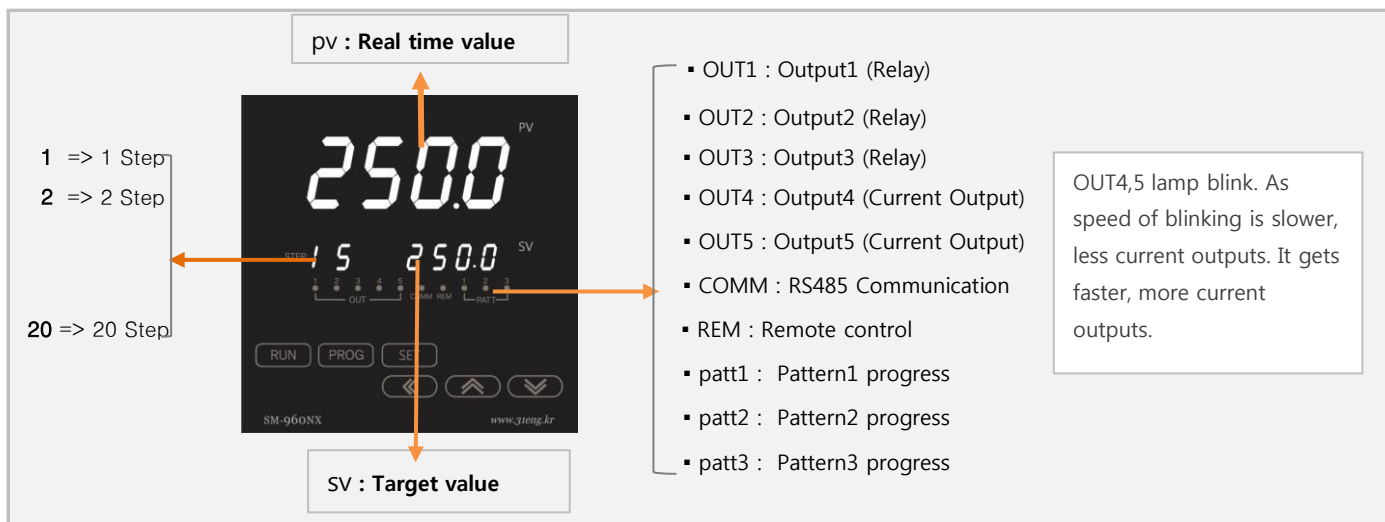 pv : Real time value
1 => 1 Step
2 => 2 Step
20 => 20 Step
PV
250.0
STEP
15
250.0
SV
1 2 3 4 5 1 2 3
OUT COMM REM PATT
RUN PROG SET
SM-960NX www.31eng.kr
SV : Target value
▪ OUT1 : Output1 (Relay)
▪ OUT2 : Output2 (Relay)
▪ OUT3 : Output3 (Relay)
▪ OUT4 : Output4 (Current Output)
▪ OUT5 : Output5 (Current Output)
▪ COMM : RS485 Communication
▪ REM : Remote control
▪ patt1 : Pattern1 progress
▪ patt2 : Pattern2 progress
▪ patt3 : Pattern3 progress
OUT4,5 lamp blink. As
speed of blinking is slower,
less current outputs. It gets
faster, more current
outputs.